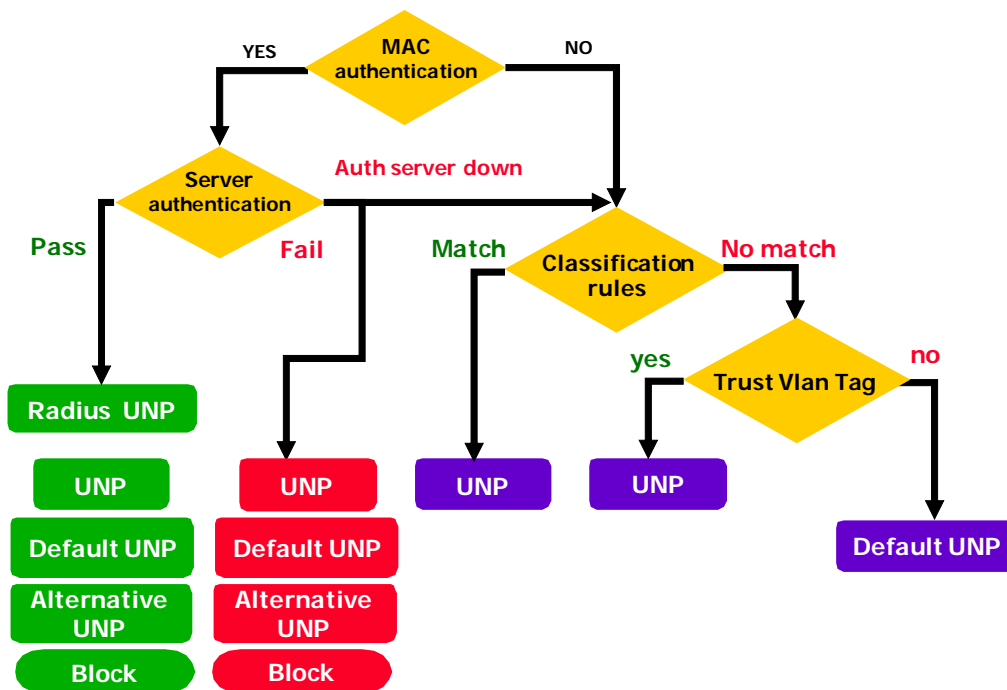 YES
MAC
authentication
NO
Server
authentication
Auth server down
Pass
Fail
Match
Classification
rules
No match
yes
Trust Vlan Tag
no
Radius UNP
UNP
UNP
UNP
UNP
Default UNP
Default UNP
Default UNP
Alternative
UNP
Alternative
UNP
Block
Block